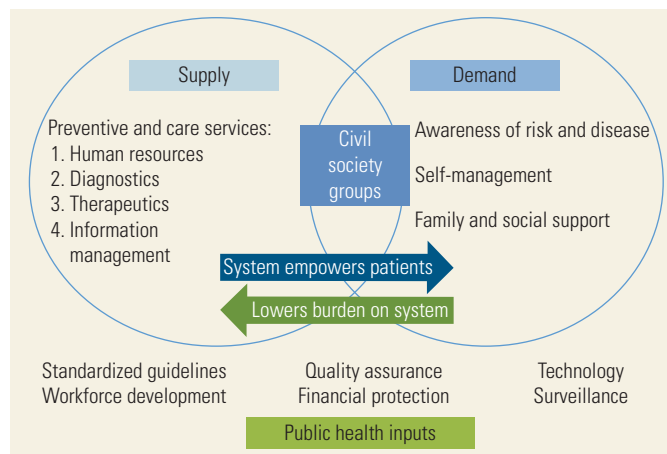 Supply
Demand
Preventive and care services:
1. Human resources
2. Diagnostics
3. Therapeutics
4. Information
management
Civil
society
groups
Awareness of risk and disease
Self-management
Family and social support
System empowers patients
Lowers burden on system
Standardized guidelines
Workforce development
Quality assurance
Financial protection
Technology
Surveillance
Public health inputs